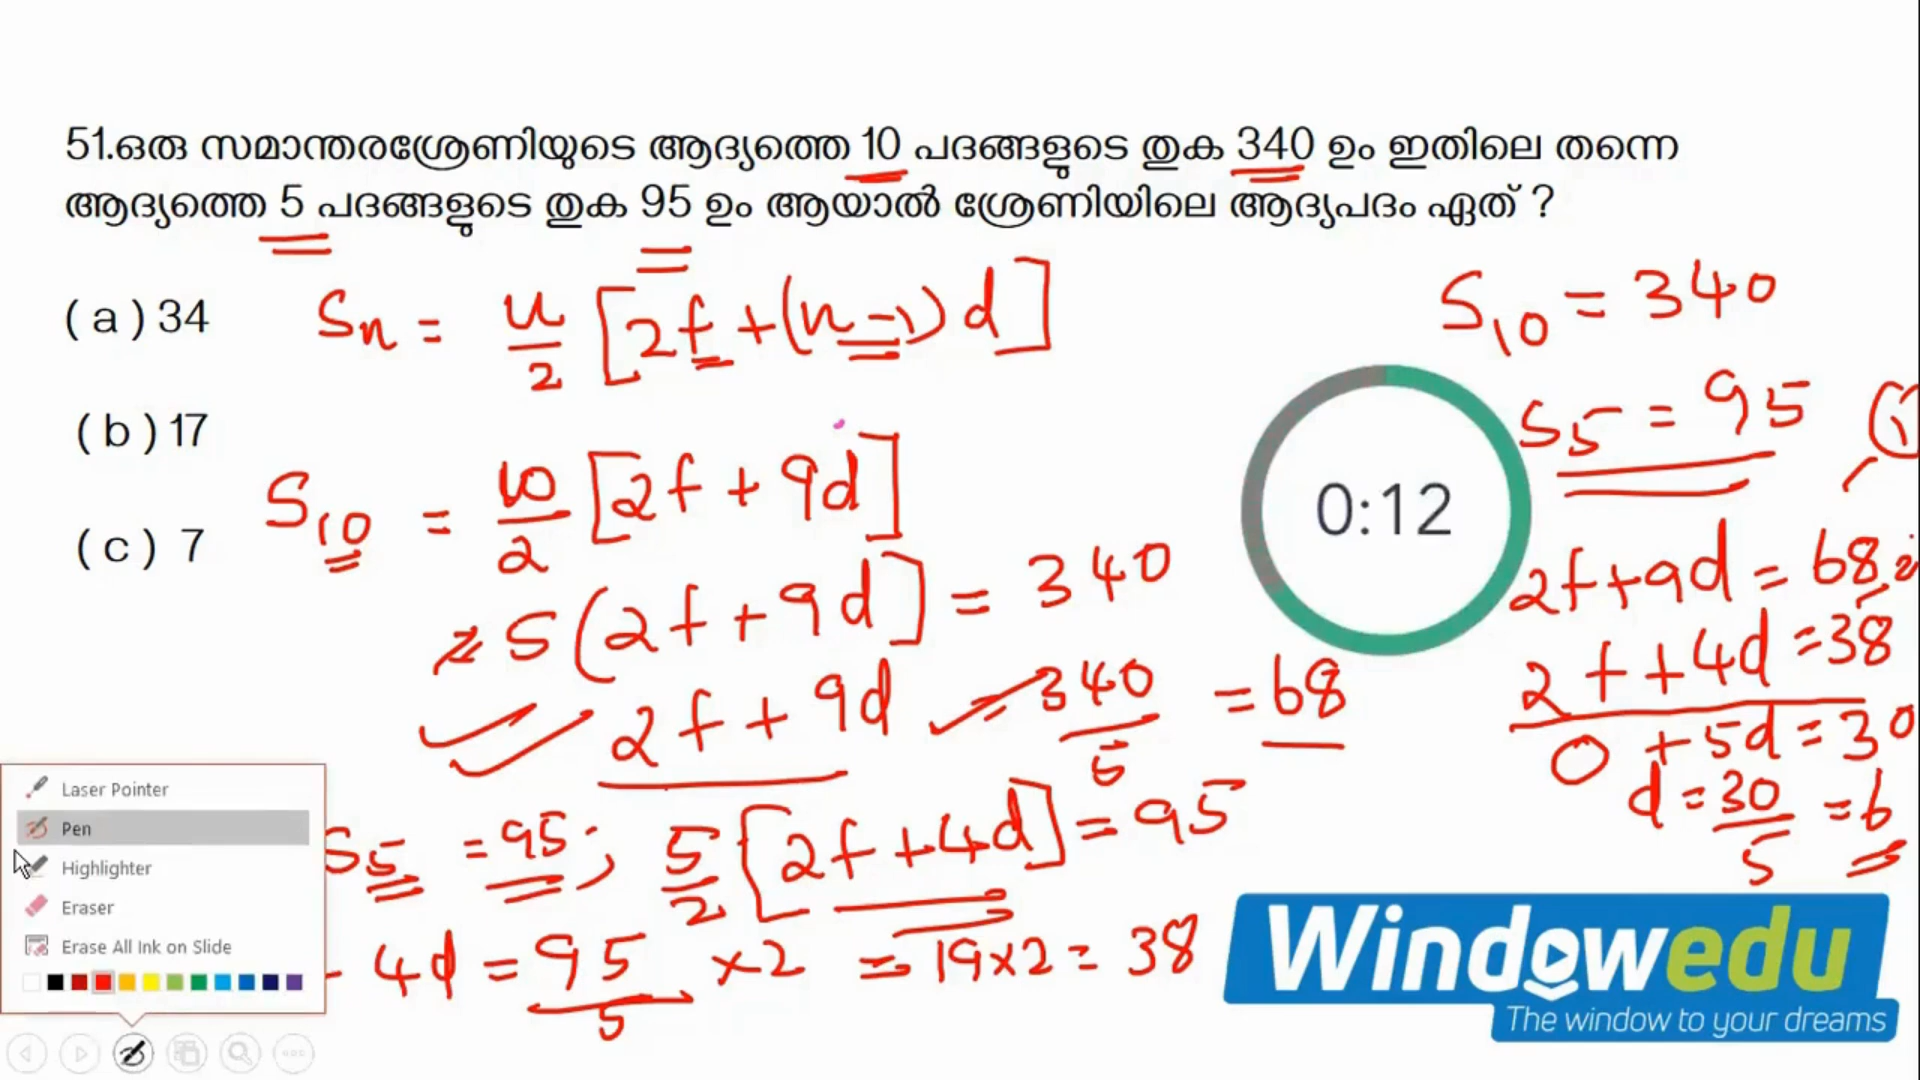 51.ഒരു സമാന്തരശ്രേണിയുടെ ആദ്യത്തെ 10 പദങ്ങളുടെ തുക 340 ഉം ഇതിലെ തന്നെ
ആദ്യത്തെ 5 പദങ്ങളുടെ തുക 95 ഉം ആയാൽ ശ്രേണിയിലെ ആദ്യപദം ഏത് ?
( a ) 34
( b ) 17
( c ) 7
Sn = n/2 [2f + (n-1) d]
S10 = 10/2 [2f + 9d]
= 5 (2f + 9d] = 340
2f + 9d = 340/5 = 68
S5 = 95 ; 5/2 [2f + 4d] = 95
4d = 95/5 × 2 = 19×2 = 38
S10 = 340
S5 = 95
0:12
2f + 9d = 68
2f + 4d = 38
0 + 5d = 30
d = 30/5 = 6
Laser Pointer
Pen
Highlighter
Eraser
Erase All Ink on Slide
Windowedu
The window to your dreams